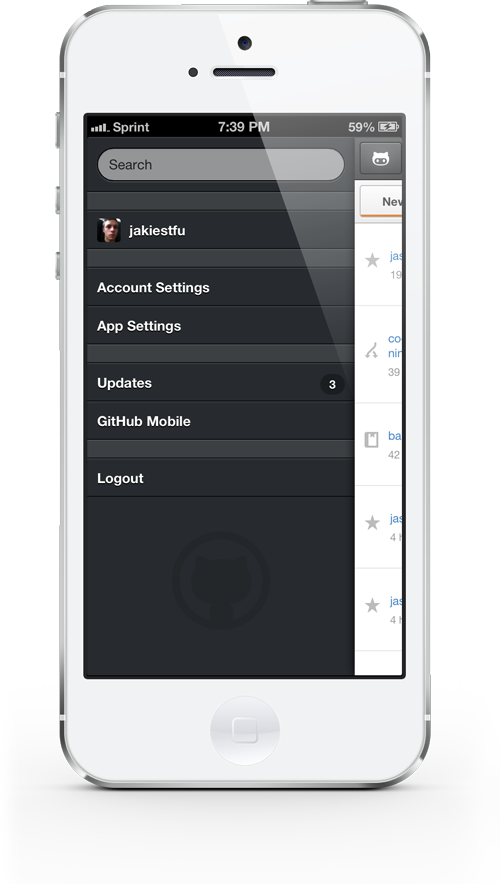 Sprint 7:39 PM 59%
Search
New
jakiestfu
jas
19
Account Settings
App Settings
co
nin
39
Updates 3
GitHub Mobile
ba
42
Logout
jas
4 h
jas
4 h